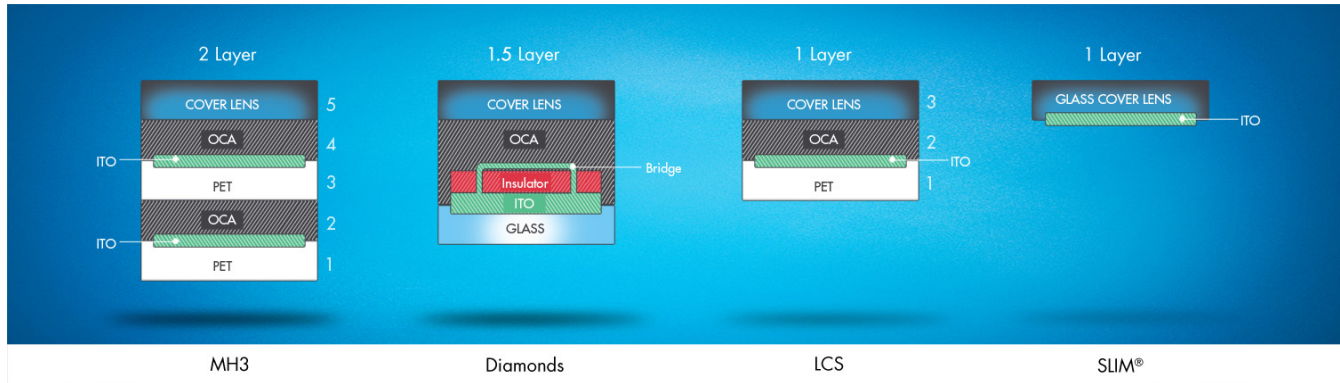 2 Layer
COVER LENS
5
OCA
4
ITO
PET
3
OCA
2
ITO
PET
1
1.5 Layer
COVER LENS
OCA
Bridge
Insulator
ITO
GLASS
1 Layer
COVER LENS
3
OCA
2
ITO
PET
1
1 Layer
GLASS COVER LENS
ITO
MH3
Diamonds
LCS
SLIM®